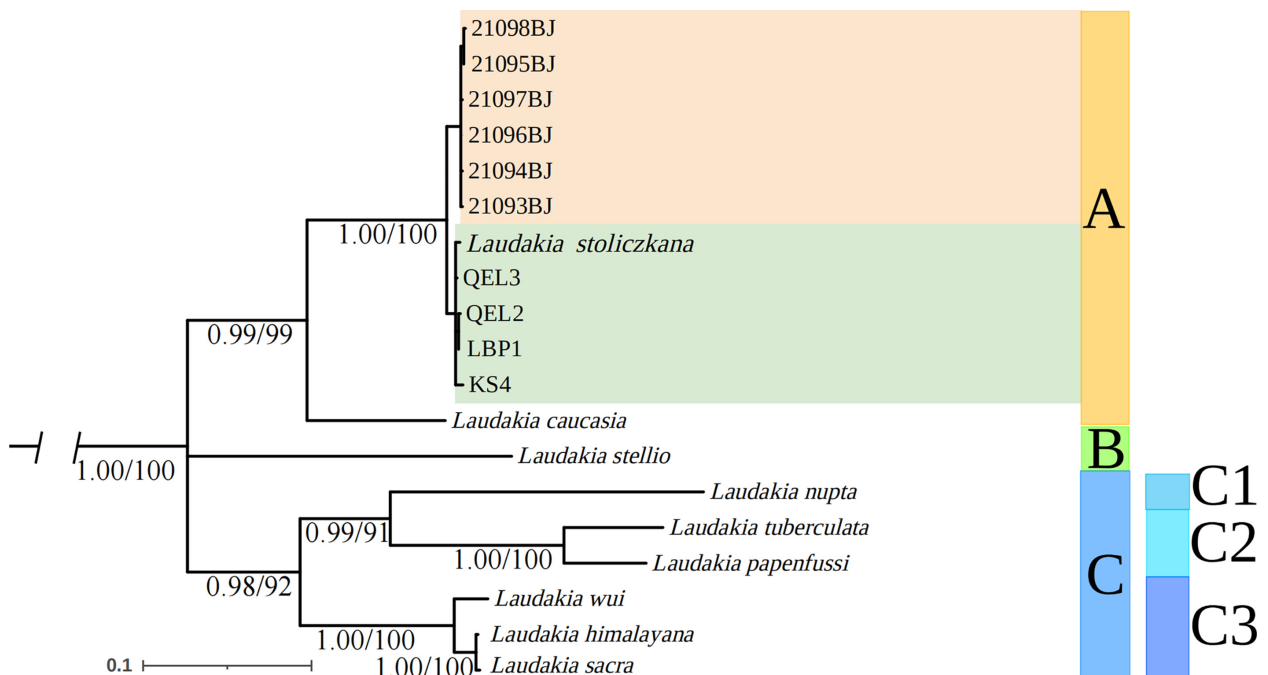 21098BJ
21095BJ
21097BJ
21096BJ
21094BJ
21093BJ
A
1.00/100
Laudakia stoliczkana
QEL3
QEL2
0.99/99
LBP1
KS4
Laudakia caucasia
B
Laudakia stellio
1.00/100
Laudakia nupta
C1
Laudakia tuberculata
0.99/91
C2
1.00/100
Laudakia papenfussi
C
0.98/92
Laudakia wui
C3
Laudakia himalayana
1.00/100
Laudakia sacra
1.00/100
0.1